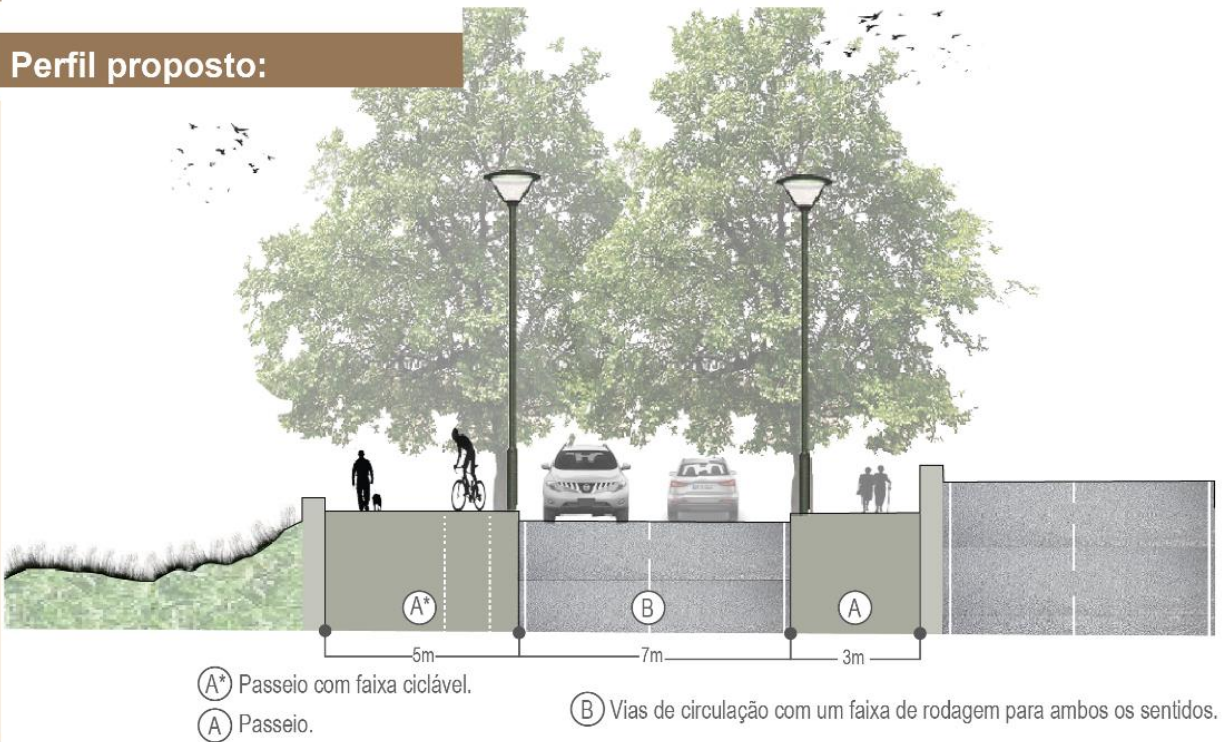 Perfil proposto:
A*
B
A
5m
7m
3m
A* Passeio com faixa ciclável.
A Passeio.
B Vias de circulação com um faixa de rodagem para ambos os sentidos.